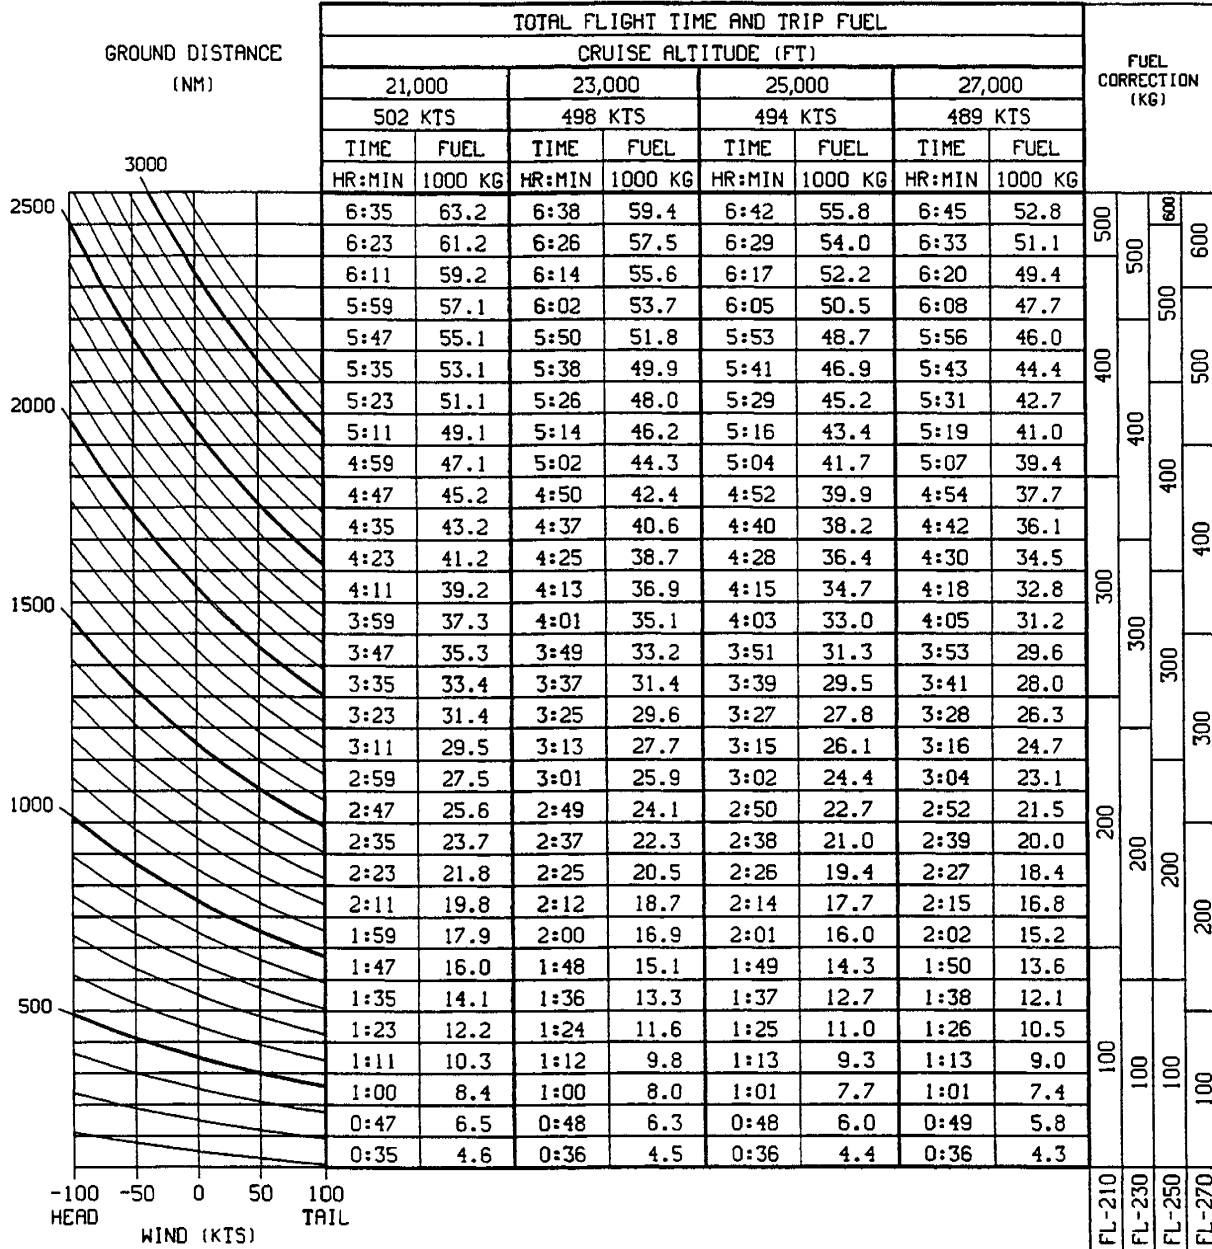 TOTAL FLIGHT TIME AND TRIP FUEL
GROUND DISTANCE
(NM)
CRUISE ALTITUDE (FT)
FUEL
CORRECTION
(KG)
21,000 23,000 25,000 27,000
502 KTS 498 KTS 494 KTS 489 KTS
TIME FUEL TIME FUEL TIME FUEL TIME FUEL
HR:MIN 1000 KG HR:MIN 1000 KG HR:MIN 1000 KG HR:MIN 1000 KG
3000
2500
2000
1500
1000
500
6:35 63.2 6:38 59.4 6:42 55.8 6:45 52.8
6:23 61.2 6:26 57.5 6:29 54.0 6:33 51.1
6:11 59.2 6:14 55.6 6:17 52.2 6:20 49.4
5:59 57.1 6:02 53.7 6:05 50.5 6:08 47.7
5:47 55.1 5:50 51.8 5:53 48.7 5:56 46.0
5:35 53.1 5:38 49.9 5:41 46.9 5:43 44.4
5:23 51.1 5:26 48.0 5:29 45.2 5:31 42.7
5:11 49.1 5:14 46.2 5:16 43.4 5:19 41.0
4:59 47.1 5:02 44.3 5:04 41.7 5:07 39.4
4:47 45.2 4:50 42.4 4:52 39.9 4:54 37.7
4:35 43.2 4:37 40.6 4:40 38.2 4:42 36.1
4:23 41.2 4:25 38.7 4:28 36.4 4:30 34.5
4:11 39.2 4:13 36.9 4:15 34.7 4:18 32.8
3:59 37.3 4:01 35.1 4:03 33.0 4:05 31.2
3:47 35.3 3:49 33.2 3:51 31.3 3:53 29.6
3:35 33.4 3:37 31.4 3:39 29.5 3:41 28.0
3:23 31.4 3:25 29.6 3:27 27.8 3:28 26.3
3:11 29.5 3:13 27.7 3:15 26.1 3:16 24.7
2:59 27.5 3:01 25.9 3:02 24.4 3:04 23.1
2:47 25.6 2:49 24.1 2:50 22.7 2:52 21.5
2:35 23.7 2:37 22.3 2:38 21.0 2:39 20.0
2:23 21.8 2:25 20.5 2:26 19.4 2:27 18.4
2:11 19.8 2:12 18.7 2:14 17.7 2:15 16.8
1:59 17.9 2:00 16.9 2:01 16.0 2:02 15.2
1:47 16.0 1:48 15.1 1:49 14.3 1:50 13.6
1:35 14.1 1:36 13.3 1:37 12.7 1:38 12.1
1:23 12.2 1:24 11.6 1:25 11.0 1:26 10.5
1:11 10.3 1:12 9.8 1:13 9.3 1:13 9.0
1:00 8.4 1:00 8.0 1:01 7.7 1:01 7.4
0:47 6.5 0:48 6.3 0:48 6.0 0:49 5.8
0:35 4.6 0:36 4.5 0:36 4.4 0:36 4.3
500 400 300 200 100 FL-210
500 400 300 200 100 FL-230
600 500 400 300 200 100 FL-250
600 500 400 300 200 100 FL-270
-100 -50 0 50 100
HEAD TAIL
WIND (KTS)